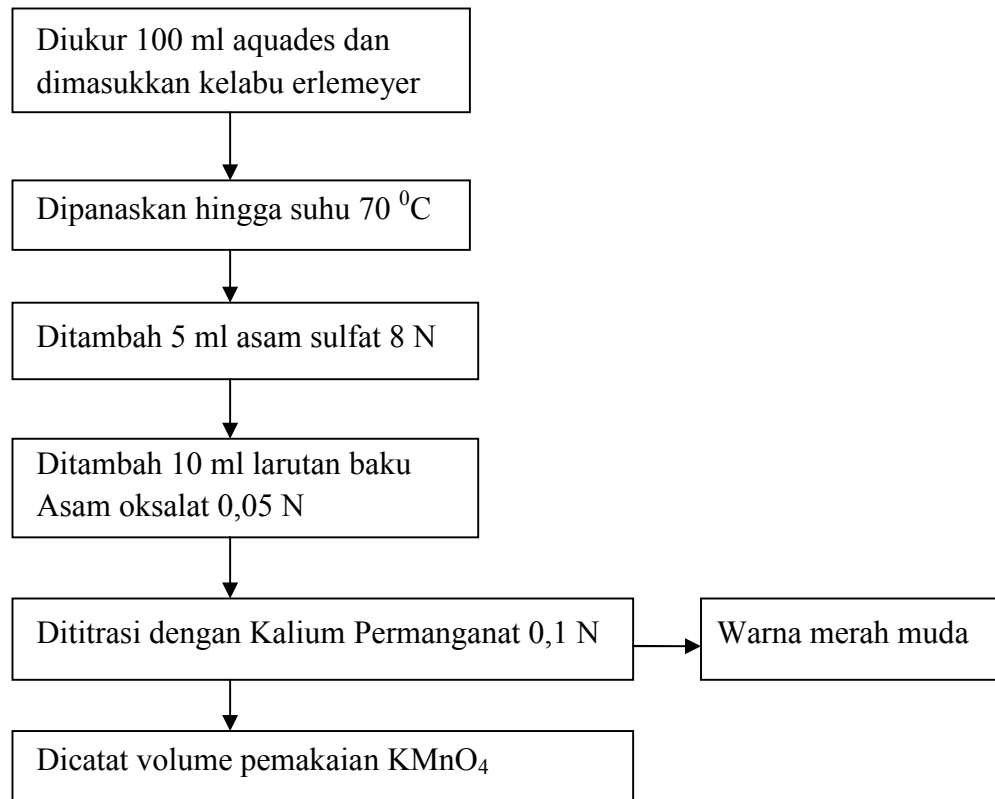 Diukur 100 ml aquades dan
dimasukkan kelabu erlemeyer
Dipanaskan hingga suhu 70 ⁰C
Ditambah 5 ml asam sulfat 8 N
Ditambah 10 ml larutan baku
Asam oksalat 0,05 N
Dititrasi dengan Kalium Permanganat 0,1 N
Warna merah muda
Dicatat volume pemakaian KMnO₄